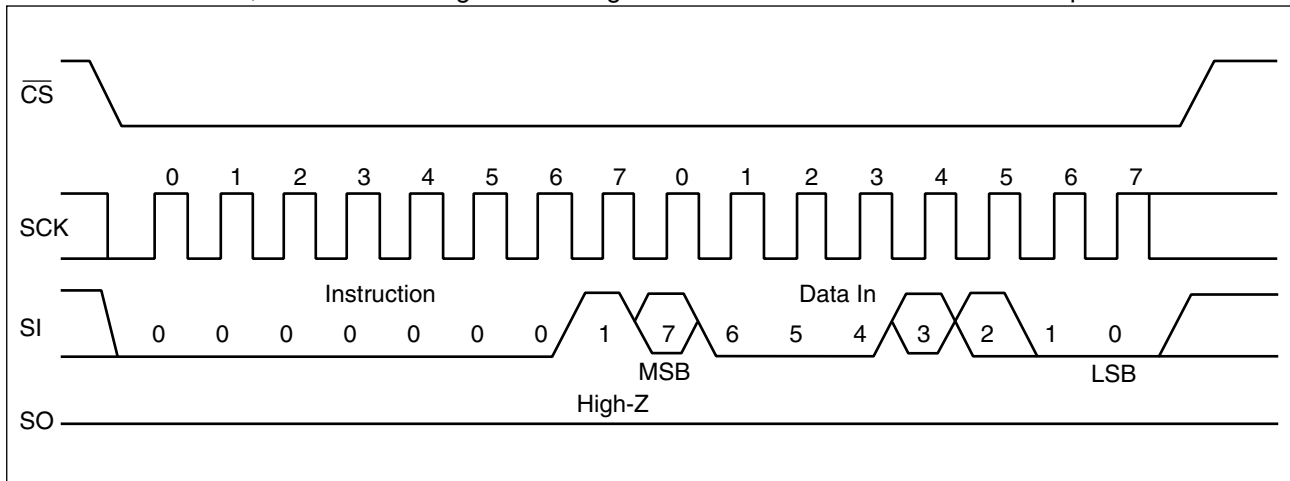 CS
0 1 2 3 4 5 6 7 0 1 2 3 4 5 6 7
SCK
Instruction Data In
SI 0 0 0 0 0 0 0 1 7 6 5 4 3 2 1 0
MSB LSB
High-Z
SO